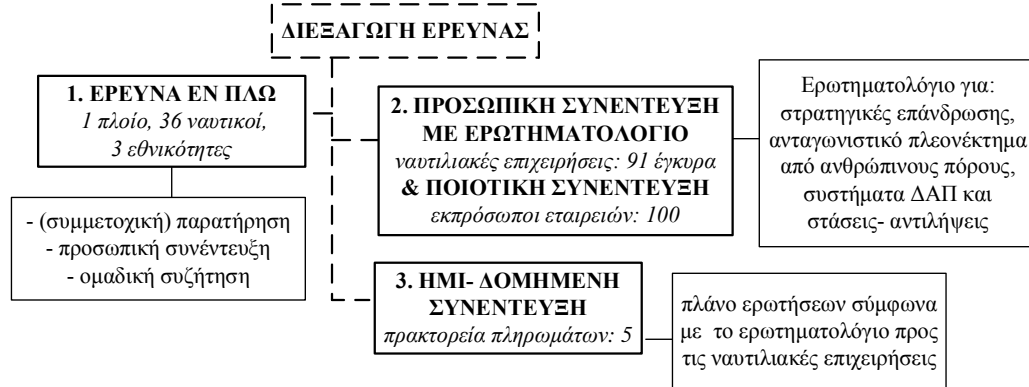 ΔΙΕΞΑΓΩΓΗ ΕΡΕΥΝΑΣ
1. ΕΡΕΥΝΑ ΕΝ ΠΛΩ
1 πλοίο, 36 ναυτικοί,
3 εθνικότητες
- (συμμετοχική) παρατήρηση
- προσωπική συνέντευξη
- ομαδική συζήτηση
2. ΠΡΟΣΩΠΙΚΗ ΣΥΝΕΝΤΕΥΞΗ
ΜΕ ΕΡΩΤΗΜΑΤΟΛΟΓΙΟ
ναυτιλιακές επιχειρήσεις: 91 έγκυρα
& ΠΟΙΟΤΙΚΗ ΣΥΝΕΝΤΕΥΞΗ
εκπρόσωποι εταιρειών: 100
Ερωτηματολόγιο για:
στρατηγικές επάνδρωσης,
ανταγωνιστικό πλεονέκτημα
από ανθρώπινους πόρους,
συστήματα ΔΑΠ και
στάσεις- αντιλήψεις
3. ΗΜΙ- ΔΟΜΗΜΕΝΗ
ΣΥΝΕΝΤΕΥΞΗ
πρακτορεία πληρωμάτων: 5
πλάνο ερωτήσεων σύμφωνα
με το ερωτηματολόγιο προς
τις ναυτιλιακές επιχειρήσεις